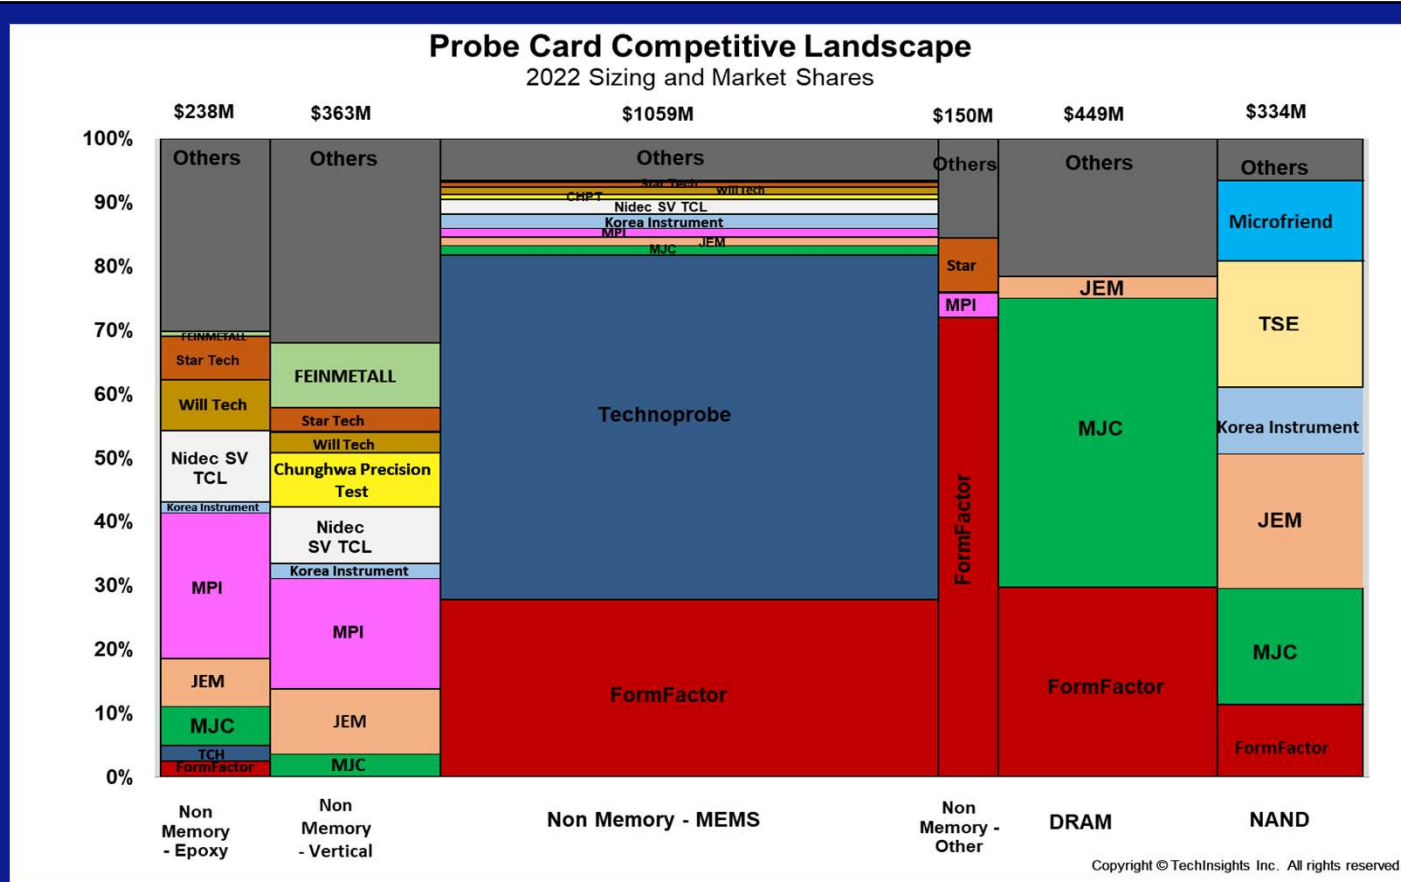 Probe Card Competitive Landscape
2022 Sizing and Market Shares
$238M
$363M
$1059M
$150M
$449M
$334M
100%
90%
80%
70%
60%
50%
40%
30%
20%
10%
0%
Others
FEINMETALL
Star Tech
Will Tech
Nidec SV
TCL
Korea Instrument
MPI
JEM
MJC
TCH
FormFactor
Others
FEINMETALL
Star Tech
Will Tech
Chunghwa Precision
Test
Nidec
SV TCL
Korea Instrument
MPI
JEM
MJC
Others
Star Tech
Will Tech
CHPT
Nidec SV TCL
Korea Instrument
MPI
JEM
MJC
Technoprobe
FormFactor
Others
Star
MPI
FormFactor
Others
JEM
MJC
FormFactor
Others
Microfriend
TSE
Korea Instrument
JEM
MJC
FormFactor
Non
Memory
- Epoxy
Non
Memory
- Vertical
Non Memory - MEMS
Non
Memory -
Other
DRAM
NAND
Copyright © TechInsights Inc. All rights reserved